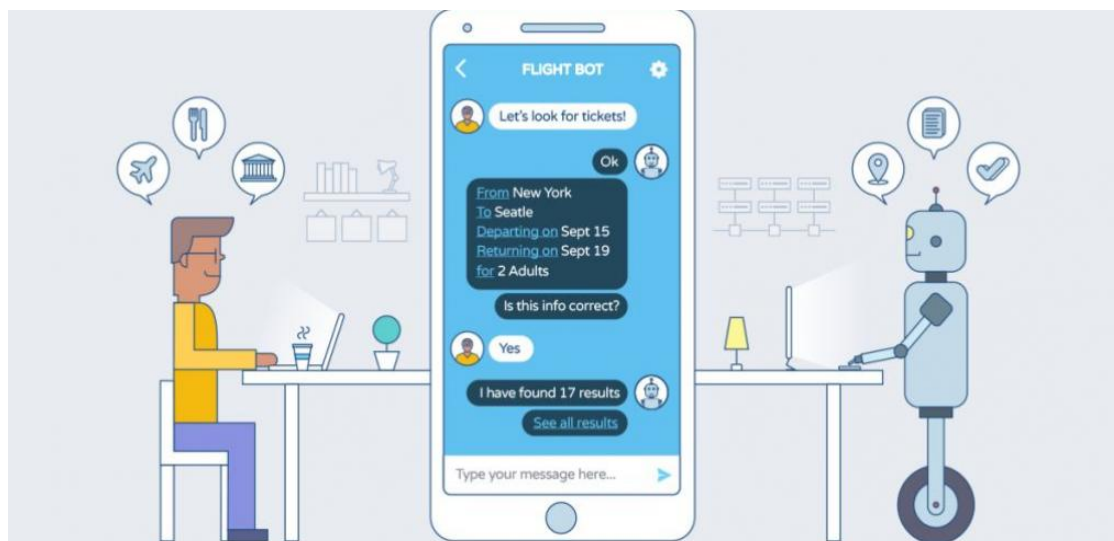 FLIGHT BOT
Let's look for tickets!
Ok
From New York
To Seatle
Departing on Sept 15
Returning on Sept 19
for 2 Adults
Is this info correct?
Yes
I have found 17 results
See all results
Type your message here...